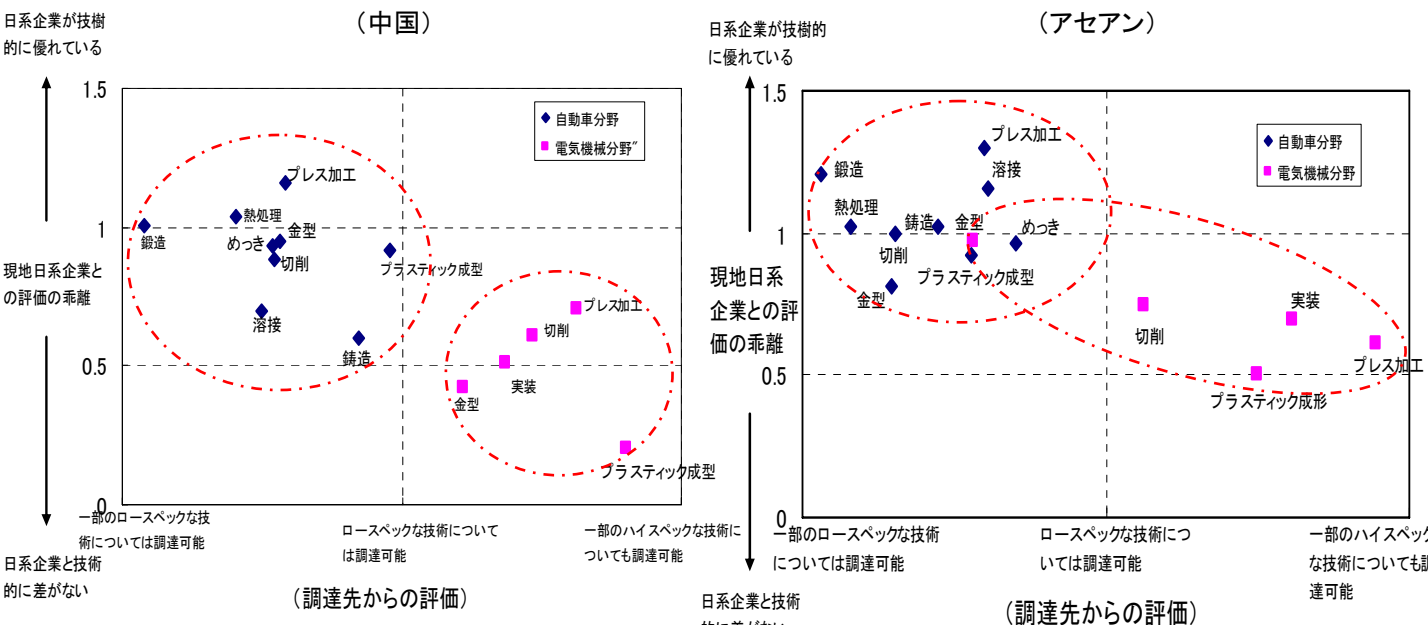 日系企業が技樹
的に優れている
（中国）
1.5
◆ 自動車分野
■ 電気機械分野″
プレス加工
熱処理
1
鍛造
金型
めっき
切削
プラスティック成型
現地日系企業と
の評価の乖離
溶接
プレス加工
切削
鋳造
0.5
実装
金型
プラスティック成型
0
一部のロースペックな技
術については調達可能
ロースペックな技術について
は調達可能
一部のハイスペックな技術に
ついても調達可能
日系企業と技術
的に差がない
（調達先からの評価）
日系企業が技樹的
に優れている
（アセアン）
1.5
◆ 自動車分野
■ 電気機械分野
プレス加工
鍛造
溶接
熱処理
鋳造
金型
めっき
1
切削
プラスティック成型
現地日系
企業との評
価の乖離
金型
実装
切削
プレス加工
0.5
プラスティック成形
0
一部のロースペックな技術
については調達可能
ロースペックな技術につ
いては調達可能
一部のハイスペック
な技術についても調
達可能
日系企業と技術
的に差がない
（調達先からの評価）